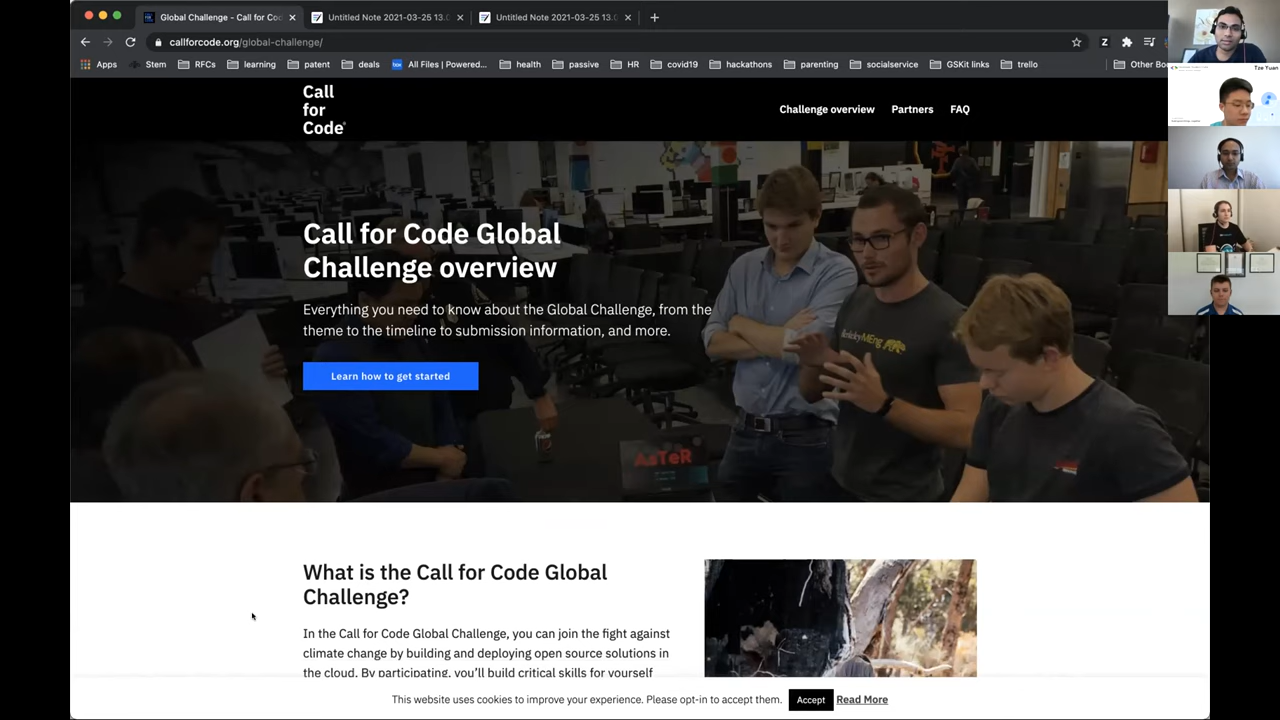 Global Challenge - Call for Co
Untitled Note 2021-03-25 13.
Untitled Note 2021-03-25 13.
callforcode.org/global-challenge/
Apps
Stem
RFCs
learning
patent
deals
All Files | Powered...
health
passive
HR
covid19
hackathons
parenting
socialservice
GSKit links
trello
Other Bo
Tze Yuan
Call
for
Code
Challenge overview
Partners
FAQ
Call for Code Global
Challenge overview
Everything you need to know about the Global Challenge, from the
theme to the timeline to submission information, and more.
Learn how to get started
Berkeley MEng
AsTeR
What is the Call for Code Global
Challenge?
In the Call for Code Global Challenge, you can join the fight against
climate change by building and deploying open source solutions in
the cloud. By participating, you'll build critical skills for yourself
This website uses cookies to improve your experience. Please opt-in to accept them.
Accept
Read More